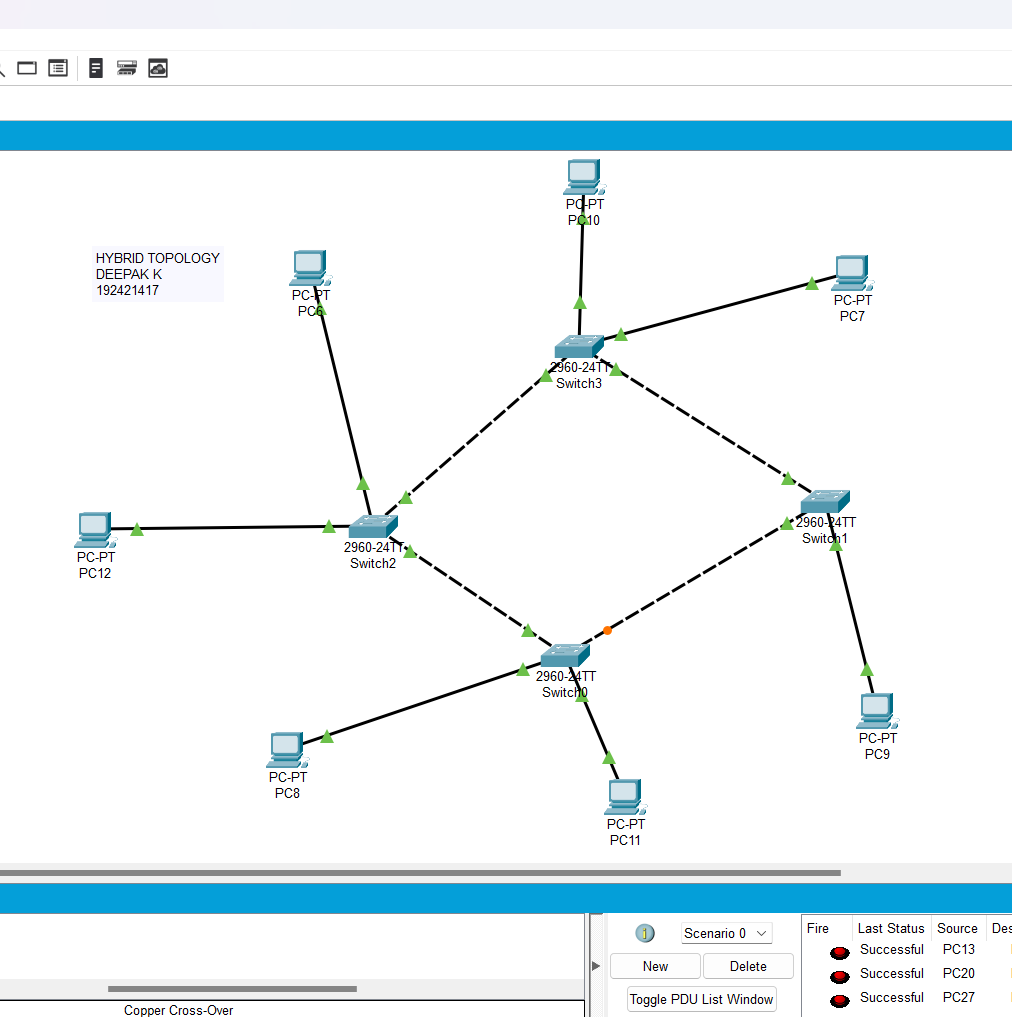 PC-PT
PC10
HYBRID TOPOLOGY
DEEPAK K
192421417
PC-PT
PC6
PC-PT
PC7
2960-24TT
Switch3
2960-24TT
Switch1
PC-PT
PC12
2960-24TT
Switch2
2960-24TT
Switch0
PC-PT
PC9
PC-PT
PC8
PC-PT
PC11
Fire Last Status Source Des
Scenario 0
Successful PC13
New Delete
Successful PC20
Toggle PDU List Window
Successful PC27
Copper Cross-Over